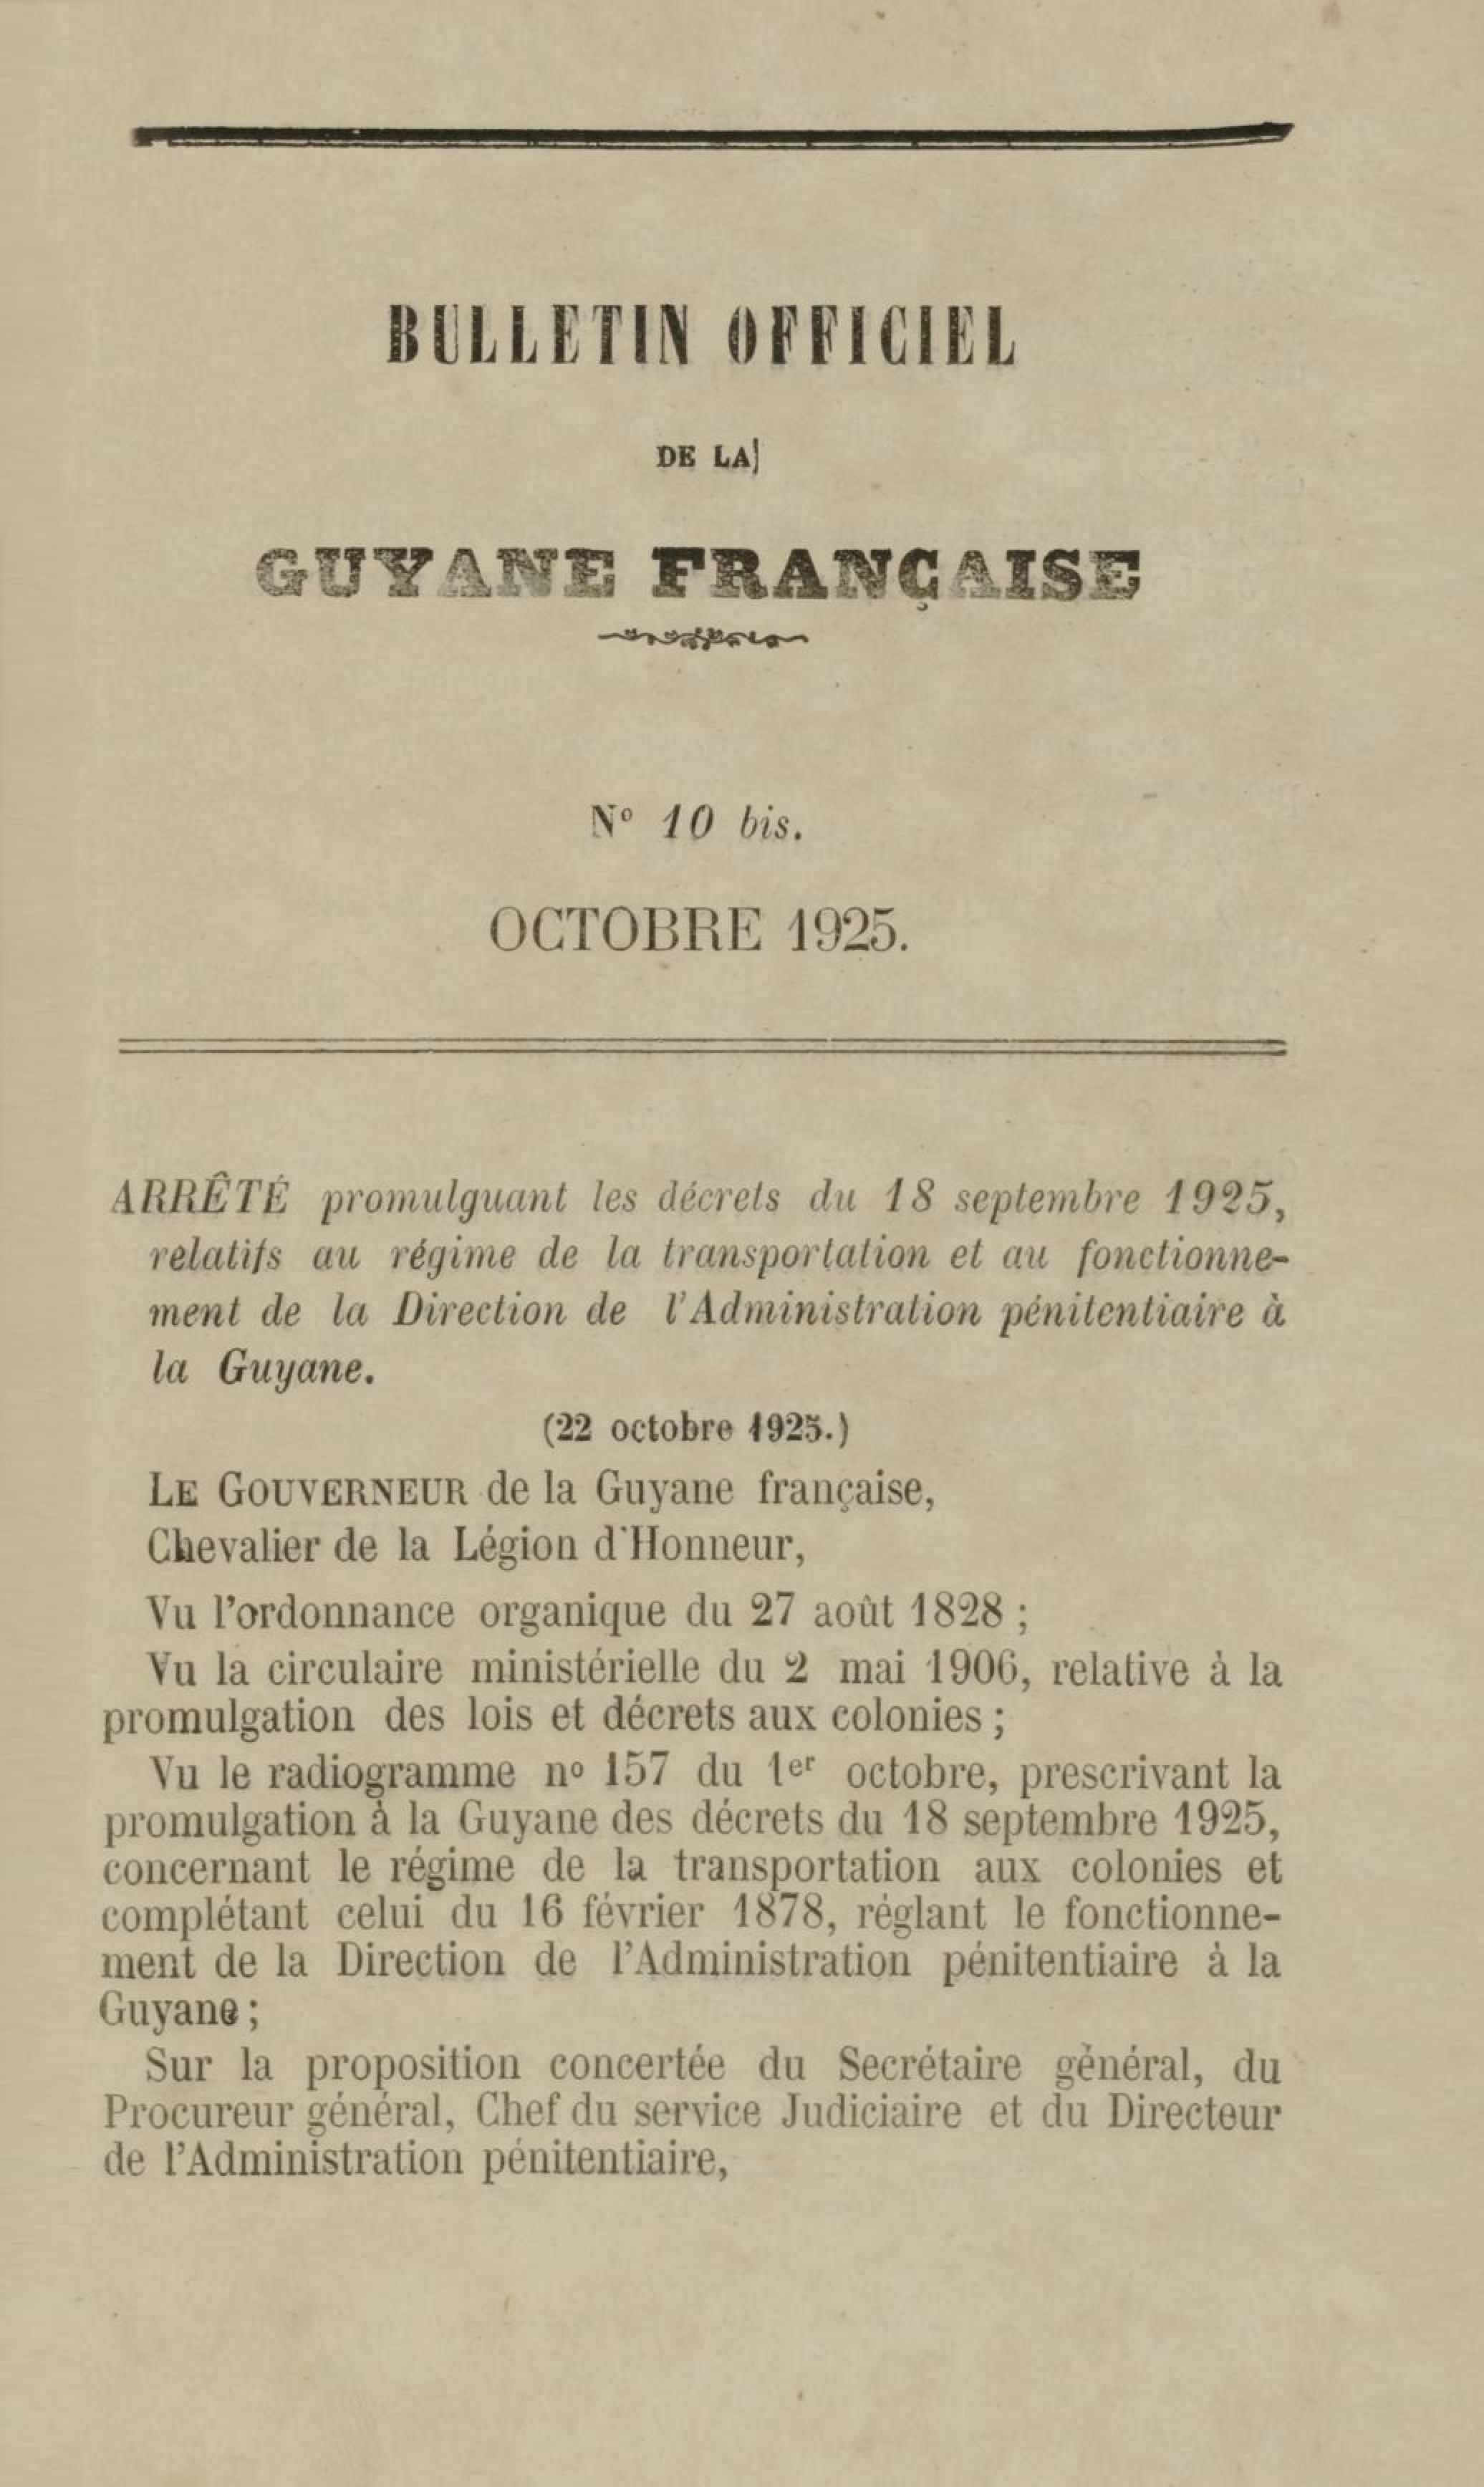 BULLETIN OFFICIEL
DE LA
GUYANE FRANÇAISE
Nº 10 bis.
OCTOBRE 1925.
ARRÊTÉ promulguant les décrets du 18 septembre 1925,
relatifs au régime de la transportation et au fonctionne-
ment de la Direction de l'Administration pénitentiaire à
la Guyane.
(22 octobre 1925.)
LE GOUVERNEUR de la Guyane française,
Chevalier de la Légion d'Honneur,
Vu l'ordonnance organique du 27 août 1828 ;
Vu la circulaire ministérielle du 2 mai 1906, relative à la
promulgation des lois et décrets aux colonies ;
Vu le radiogramme nº 157 du 1er octobre, prescrivant la
promulgation à la Guyane des décrets du 18 septembre 1925,
concernant le régime de la transportation aux colonies et
complétant celui du 16 février 1878, réglant le fonctionne-
ment de la Direction de l'Administration pénitentiaire à la
Guyane ;
Sur la proposition concertée du Secrétaire général, du
Procureur général, Chef du service Judiciaire et du Directeur
de l'Administration pénitentiaire,